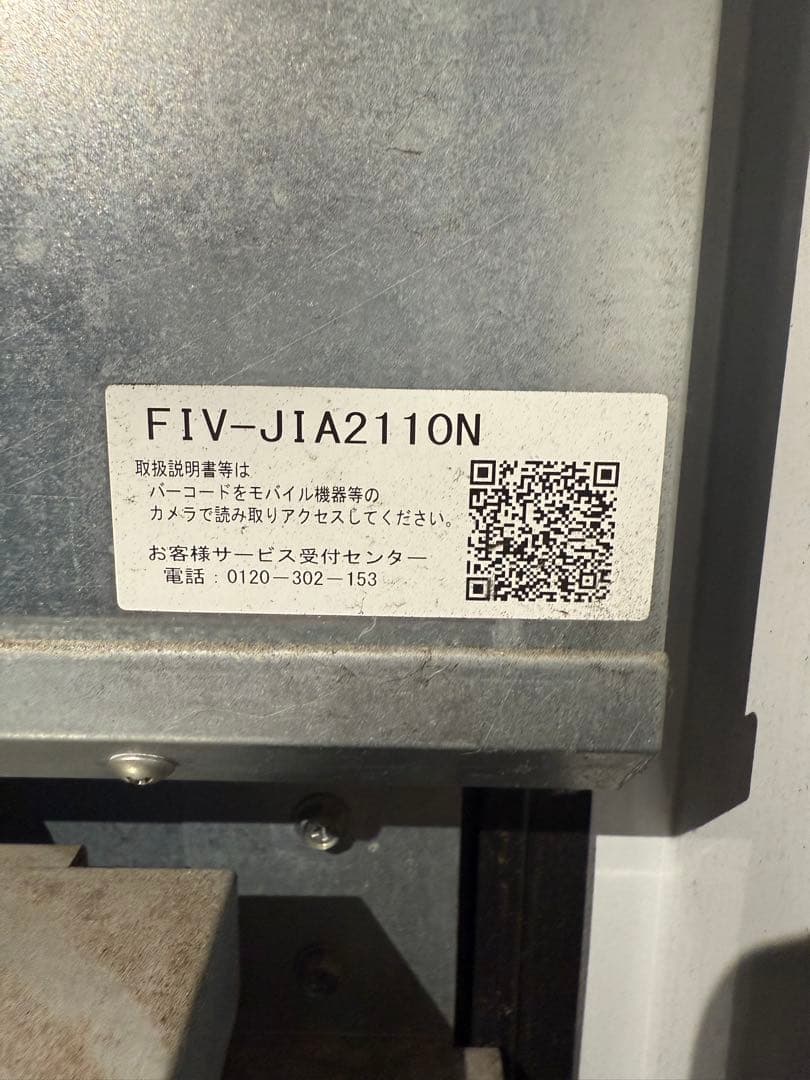 FIV-JIA2110N
取扱説明書等は
バーコードをモバイル機器等の
カメラで読み取りアクセスしてください。
お客様サービス受付センター
電話：0120－302－153